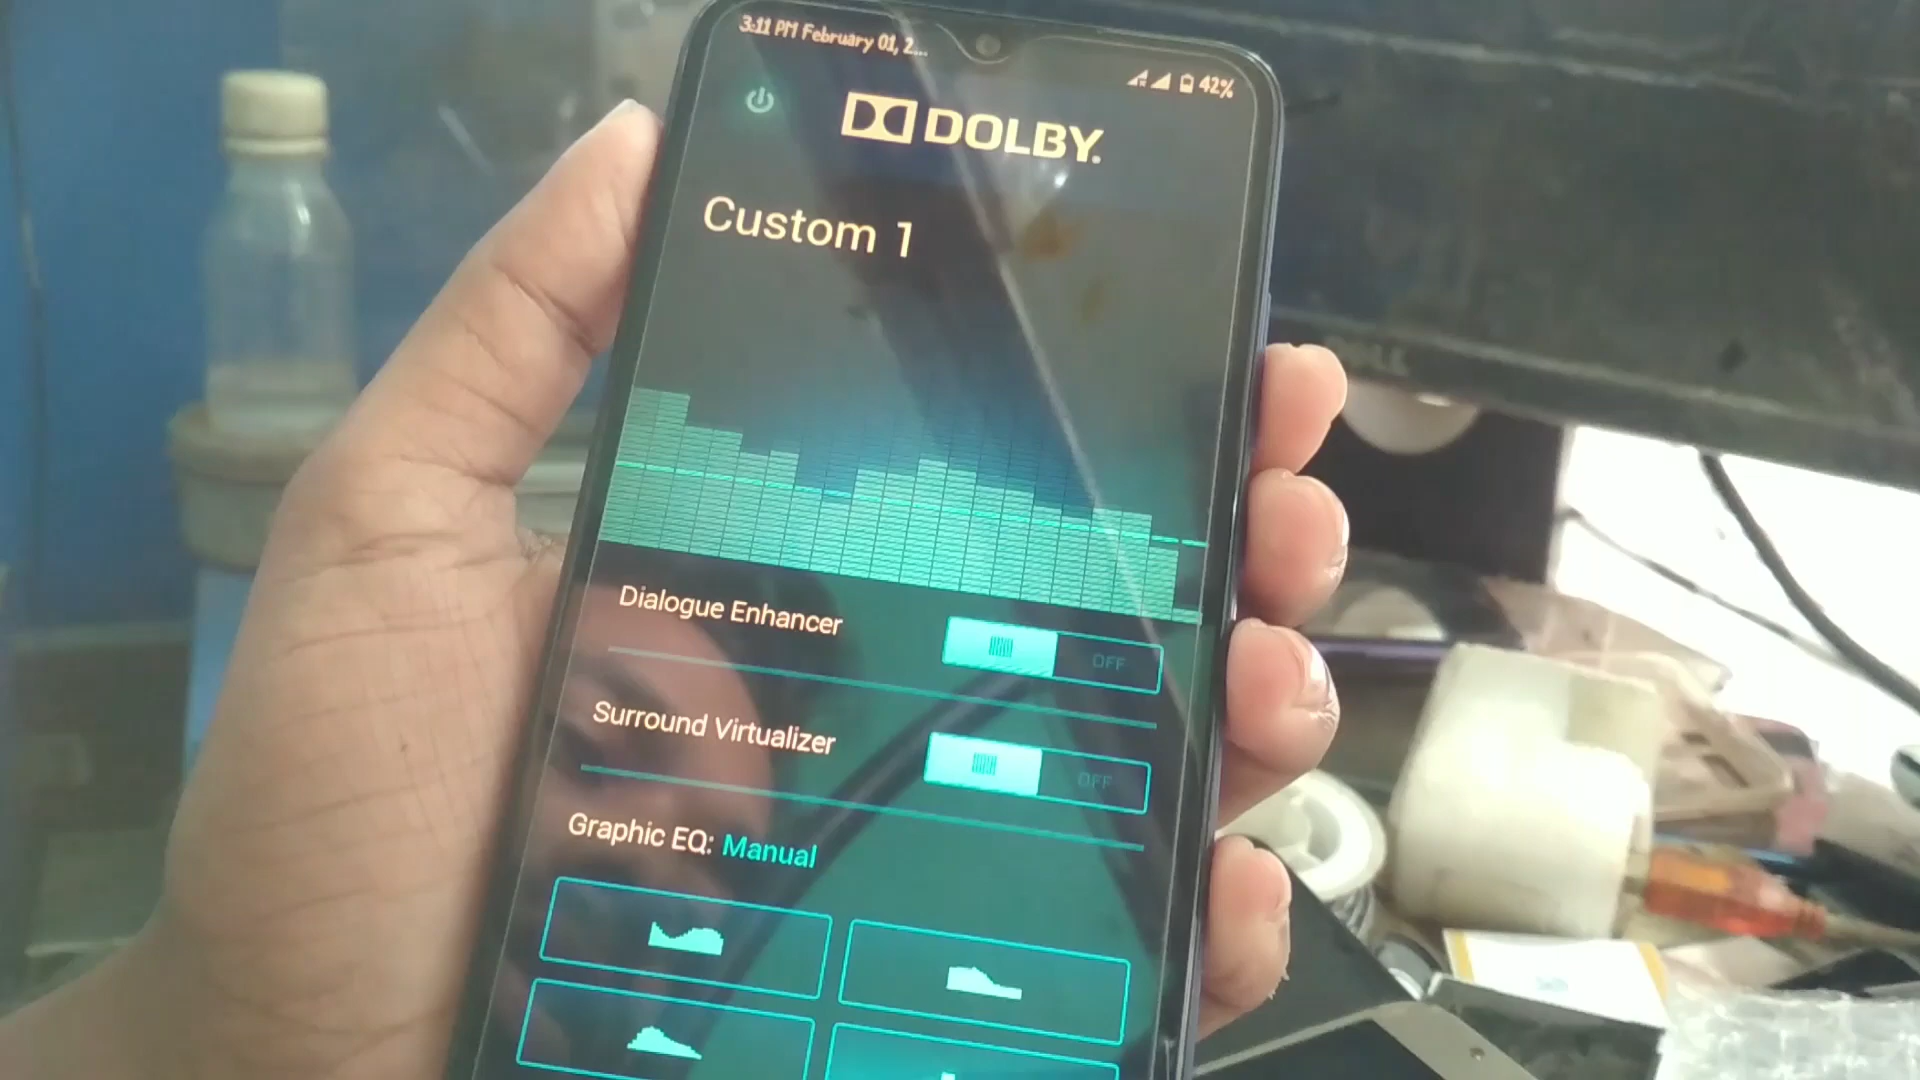 3:11 PM February 01, 2...
42%
DOLBY.
Custom 1
Dialogue Enhancer
OFF
Surround Virtualizer
OFF
Graphic EQ: Manual
DELL